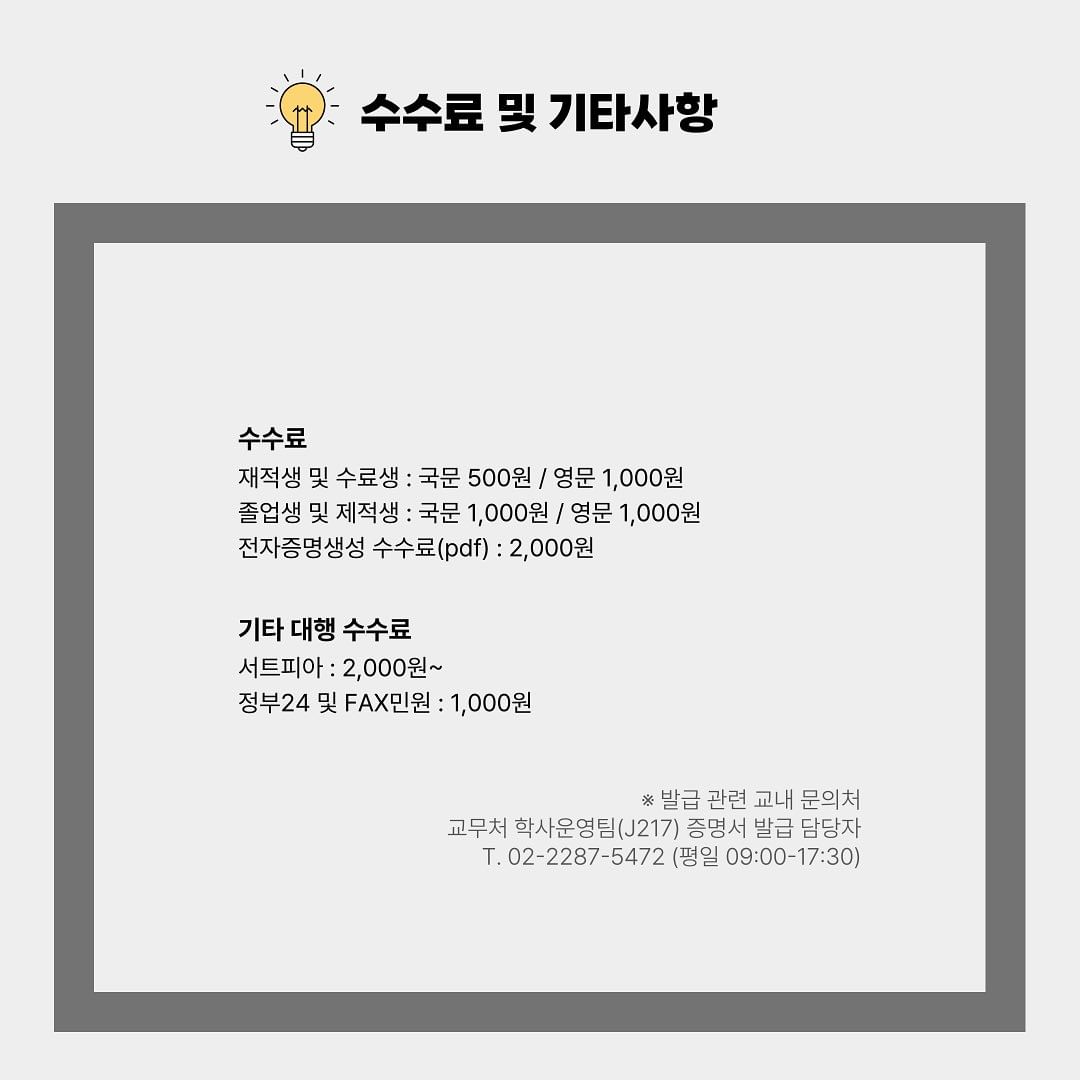 수수료 및 기타사항
수수료
재적생 및 수료생 : 국문 500원 / 영문 1,000원
졸업생 및 제적생 : 국문 1,000원 / 영문 1,000원
전자증명생성 수수료(pdf) : 2,000원
기타 대행 수수료
서트피아 : 2,000원~
정부24 및 FAX민원 : 1,000원
※ 발급 관련 교내 문의처
교무처 학사운영팀(J217) 증명서 발급 담당자
T. 02-2287-5472 (평일 09:00-17:30)